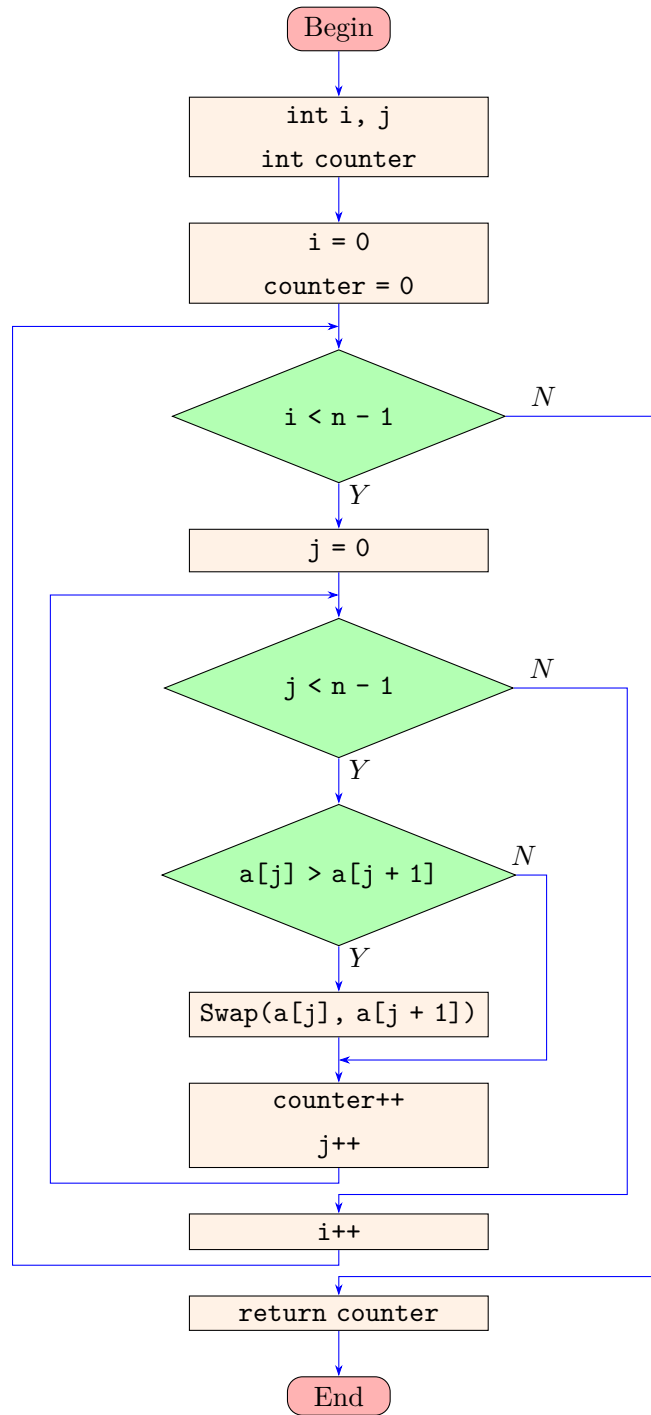 Begin
int i, j
int counter
i = 0
counter = 0
i < n - 1
N
Y
j = 0
j < n - 1
N
Y
a[j] > a[j + 1]
N
Y
Swap(a[j], a[j + 1])
counter++
j++
i++
return counter
End